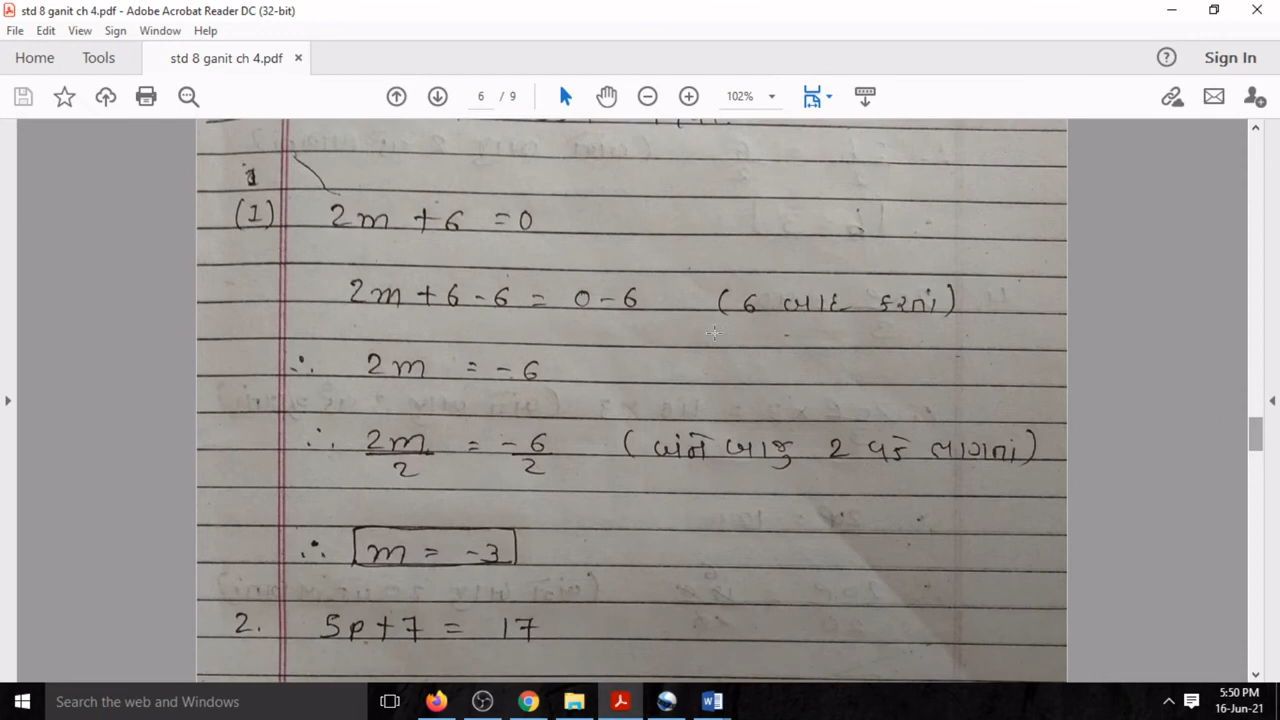 std 8 ganit ch 4.pdf - Adobe Acrobat Reader DC (32-bit)
File Edit View Sign Window Help
Home Tools std 8 ganit ch 4.pdf × Sign In
6 / 9 102%
(1) 2m + 6 = 0
2m + 6 - 6 = 0 - 6 (6 બાદ કરતાં)
∴ 2m = - 6
∴ 2m/2 = - 6/2 (બંને બાજુ 2 વડે ભાગતાં)
∴ m = -3
2. 5p + 7 = 17
Search the web and Windows
5:50 PM
16-Jun-21